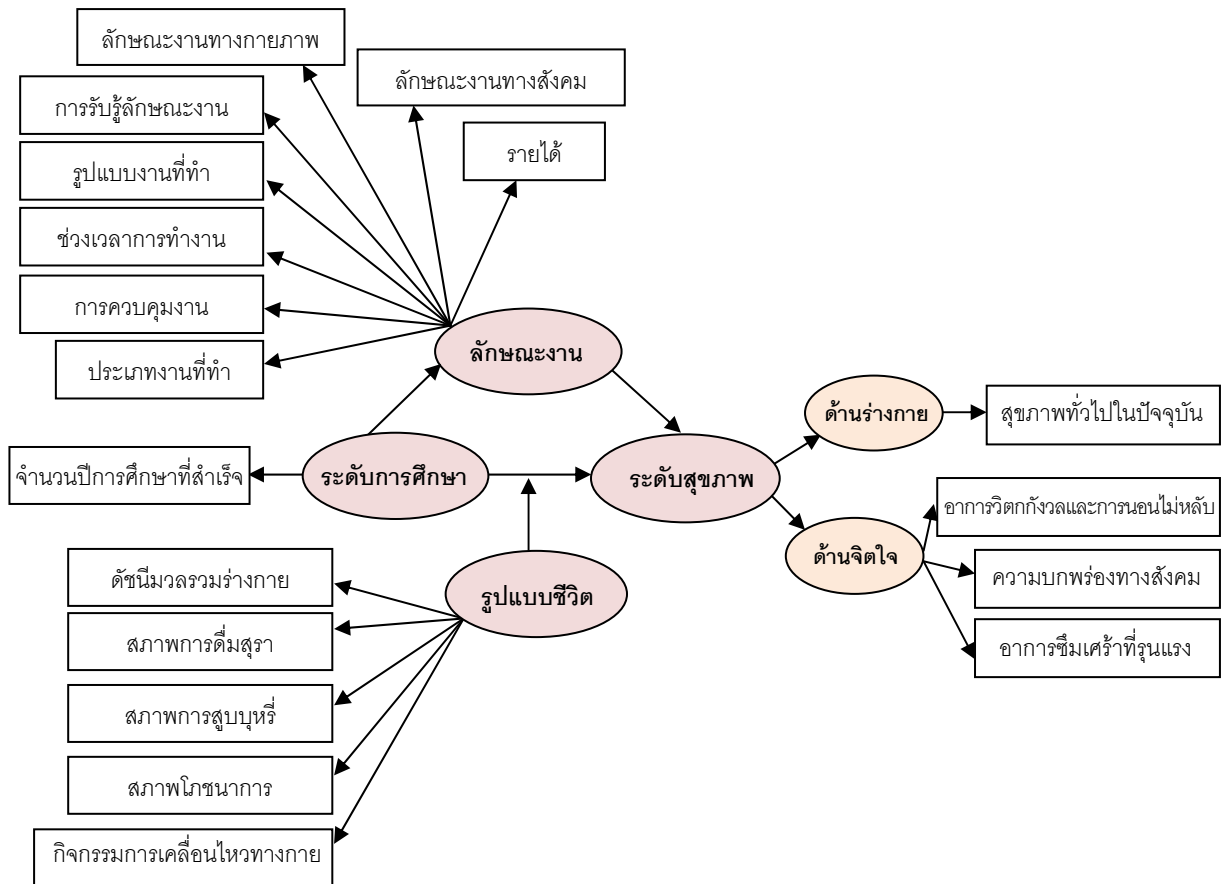 ลักษณะงานทางกายภาพ
ลักษณะงานทางสังคม
การรับรู้ลักษณะงาน
รายได้
รูปแบบงานที่ทำ
ช่วงเวลาการทำงาน
การควบคุมงาน
ประเภทงานที่ทำ
ลักษณะงาน
ด้านร่างกาย
สุขภาพทั่วไปในปัจจุบัน
จำนวนปีการศึกษาที่สำเร็จ
ระดับการศึกษา
ระดับสุขภาพ
อาการวิตกกังวลและการนอนไม่หลับ
ด้านจิตใจ
ความบกพร่องทางสังคม
อาการซึมเศร้าที่รุนแรง
ดัชนีมวลรวมร่างกาย
รูปแบบชีวิต
สภาพการดื่มสุรา
สภาพการสูบบุหรี่
สภาพโภชนาการ
กิจกรรมการเคลื่อนไหวทางกาย